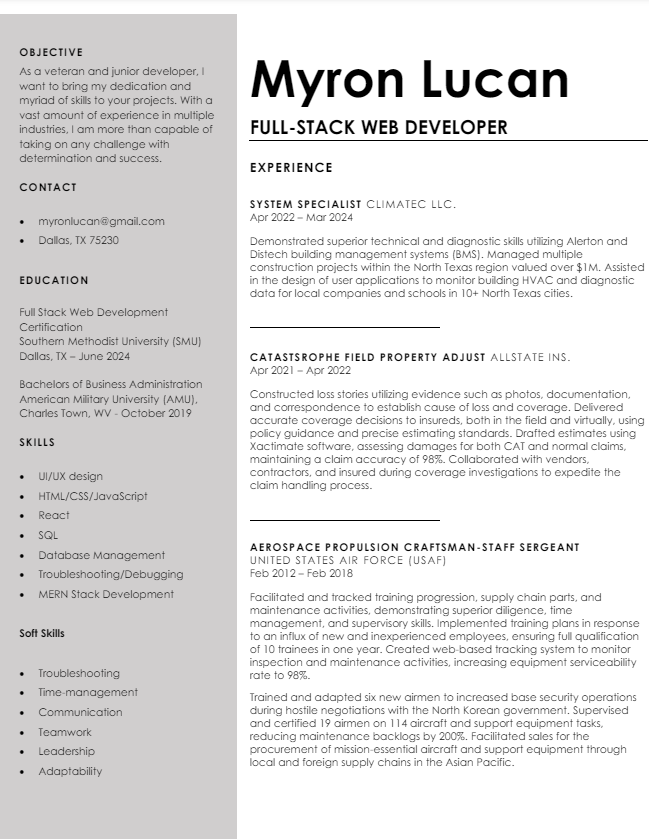 OBJECTIVE
As a veteran and junior developer, I
want to bring my dedication and
myriad of skills to your projects. With a
vast amount of experience in multiple
industries, I am more than capable of
taking on any challenge with
determination and success.
CONTACT
• myronlucan@gmail.com
• Dallas, TX 75230
EDUCATION
Full Stack Web Development
Certification
Southern Methodist University (SMU)
Dallas, TX – June 2024
Bachelors of Business Administration
American Military University (AMU),
Charles Town, WV - October 2019
SKILLS
• UI/UX design
• HTML/CSS/JavaScript
• React
• SQL
• Database Management
• Troubleshooting/Debugging
• MERN Stack Development
Soft Skills
• Troubleshooting
• Time-management
• Communication
• Teamwork
• Leadership
• Adaptability
Myron Lucan
FULL-STACK WEB DEVELOPER
EXPERIENCE
SYSTEM SPECIALIST CLIMATEC LLC.
Apr 2022 – Mar 2024
Demonstrated superior technical and diagnostic skills utilizing Alerton and
Distech building management systems (BMS). Managed multiple
construction projects within the North Texas region valued over $1M. Assisted
in the design of user applications to monitor building HVAC and diagnostic
data for local companies and schools in 10+ North Texas cities.
CATASTSROPHE FIELD PROPERTY ADJUST ALLSTATE INS.
Apr 2021 – Apr 2022
Constructed loss stories utilizing evidence such as photos, documentation,
and correspondence to establish cause of loss and coverage. Delivered
accurate coverage decisions to insureds, both in the field and virtually, using
policy guidance and precise estimating standards. Drafted estimates using
Xactimate software, assessing damages for both CAT and normal claims,
maintaining a claim accuracy of 98%. Collaborated with vendors,
contractors, and insured during coverage investigations to expedite the
claim handling process.
AEROSPACE PROPULSION CRAFTSMAN-STAFF SERGEANT
UNITED STATES AIR FORCE (USAF)
Feb 2012 – Feb 2018
Facilitated and tracked training progression, supply chain parts, and
maintenance activities, demonstrating superior diligence, time
management, and supervisory skills. Implemented training plans in response
to an influx of new and inexperienced employees, ensuring full qualification
of 10 trainees in one year. Created web-based tracking system to monitor
inspection and maintenance activities, increasing equipment serviceability
rate to 98%.
Trained and adapted six new airmen to increased base security operations
during hostile negotiations with the North Korean government. Supervised
and certified 19 airmen on 114 aircraft and support equipment tasks,
reducing maintenance backlogs by 200%. Facilitated sales for the
procurement of mission-essential aircraft and support equipment through
local and foreign supply chains in the Asian Pacific.